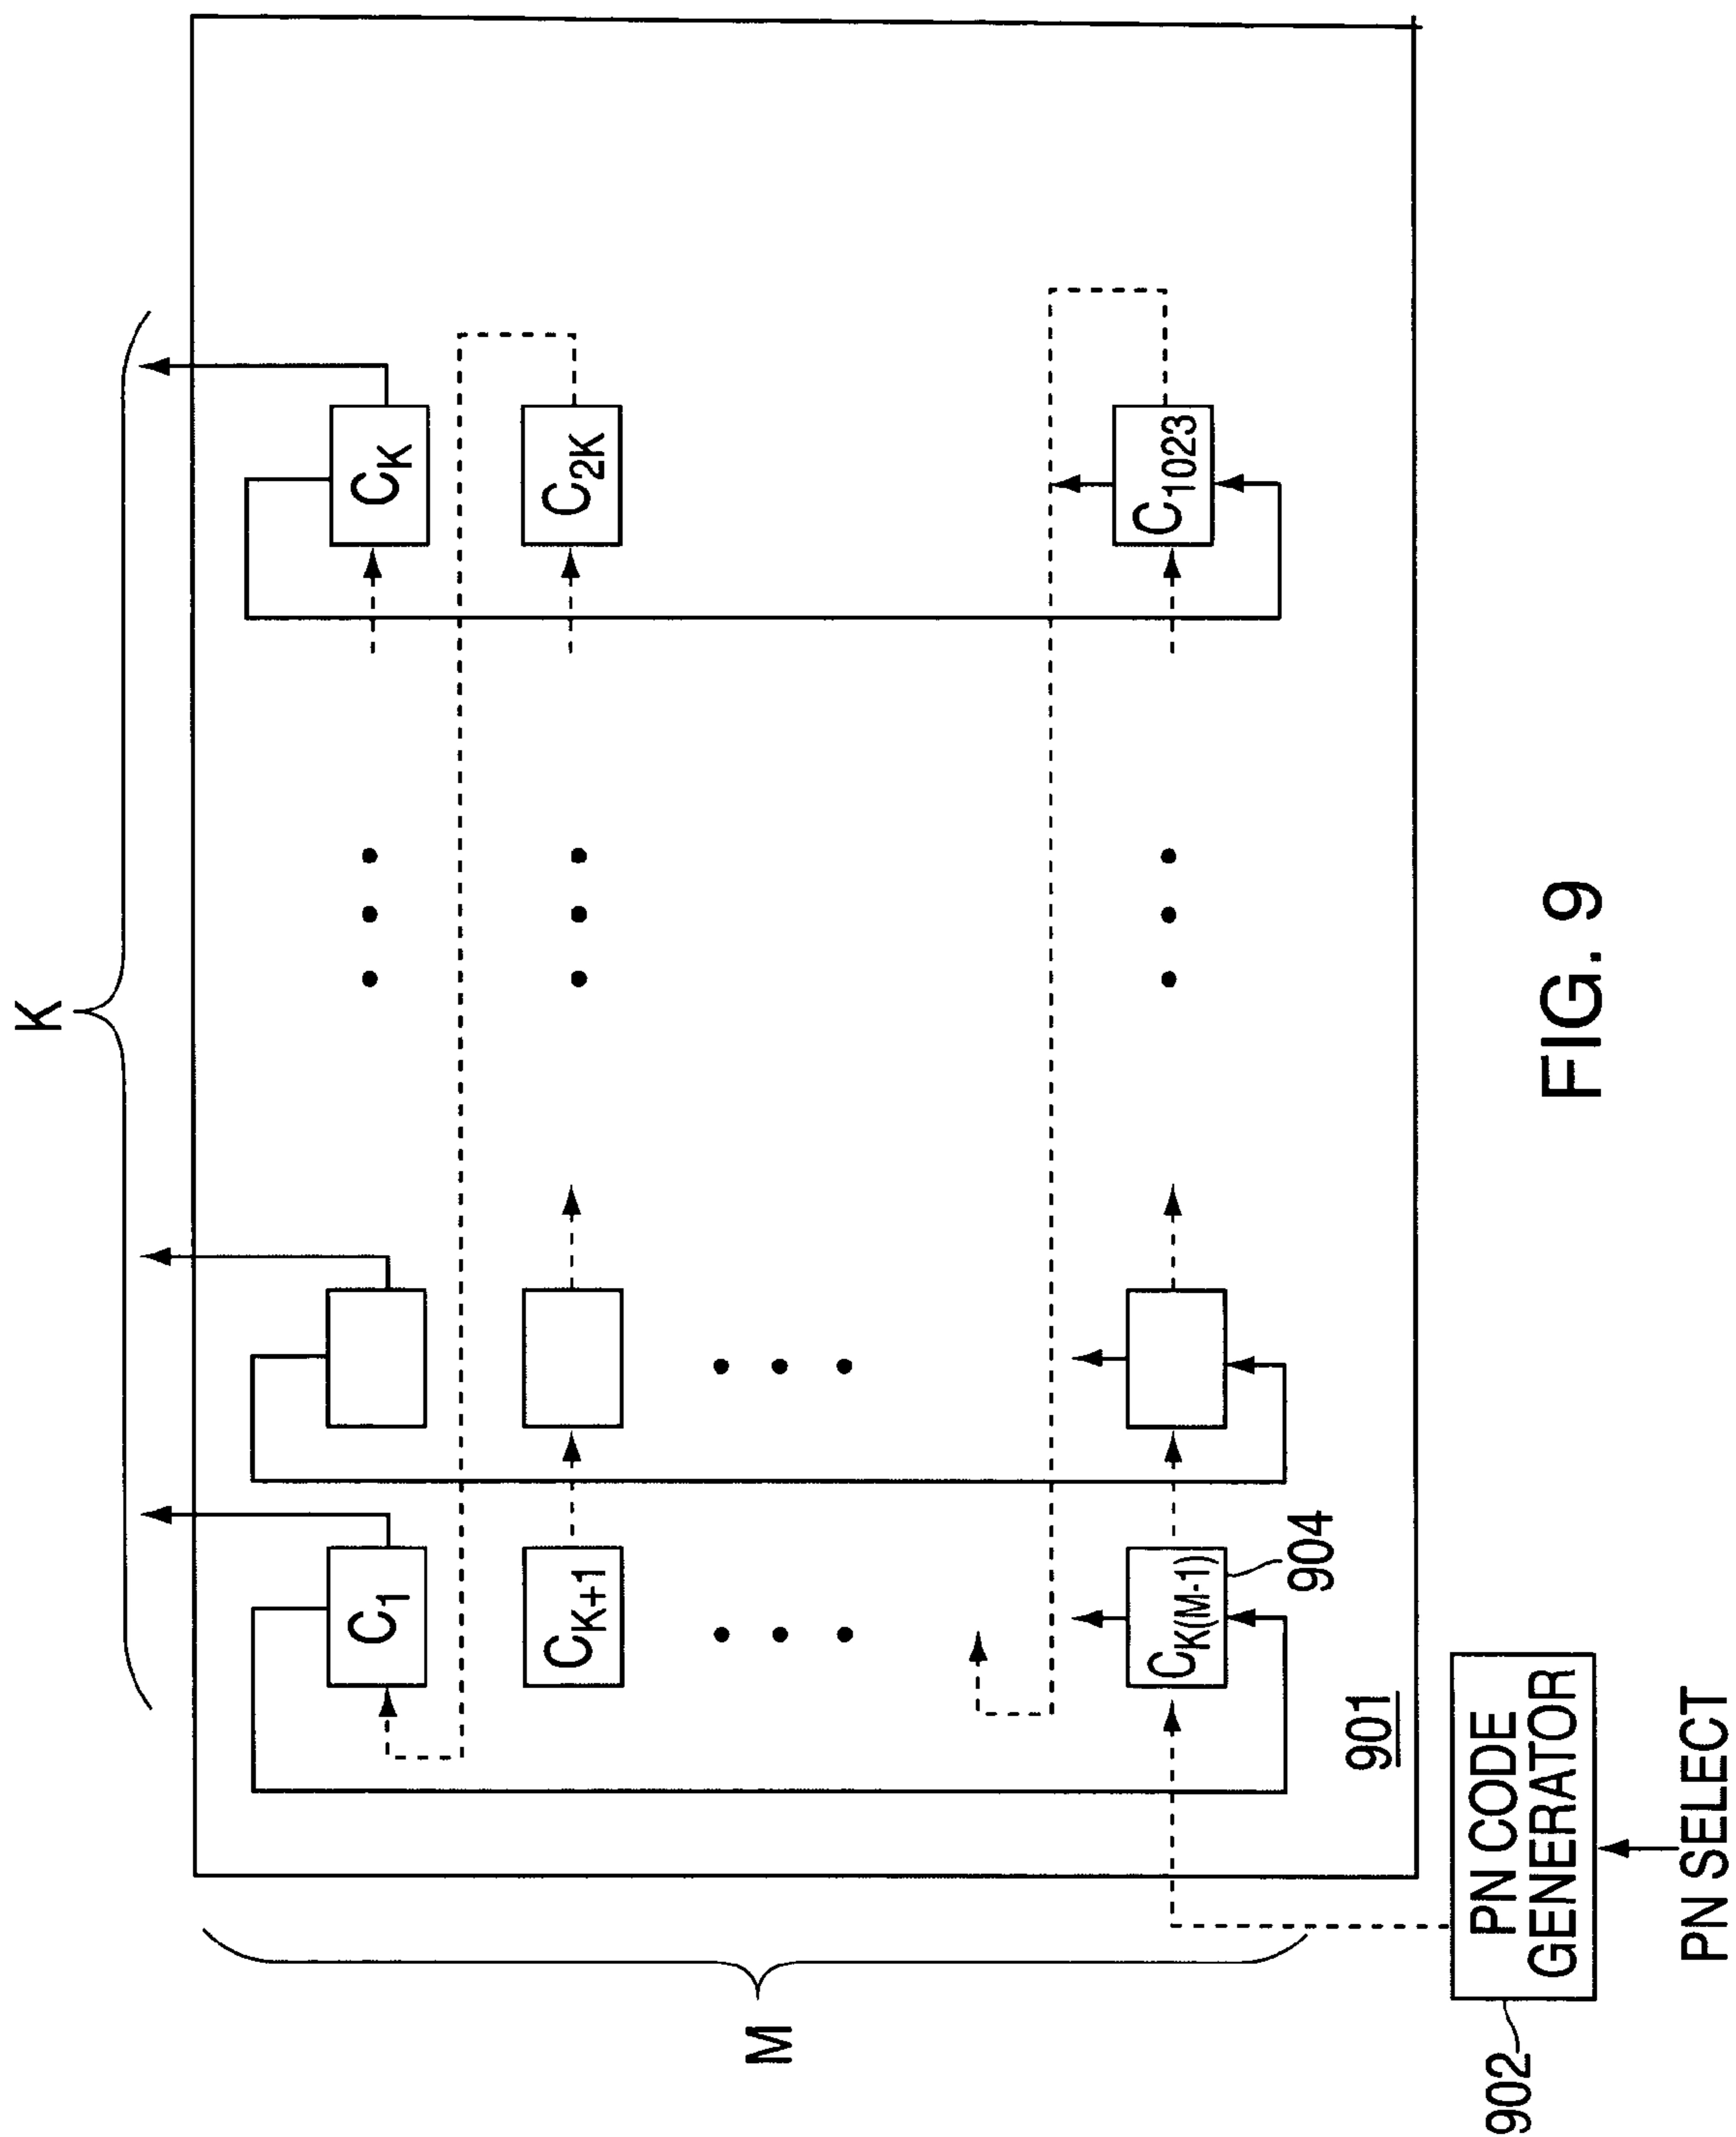 K
C1
CK
CK+1
C2K
M
CK(M-1)
C1023
904
901
902
PN CODE
GENERATOR
PN SELECT
FIG. 9